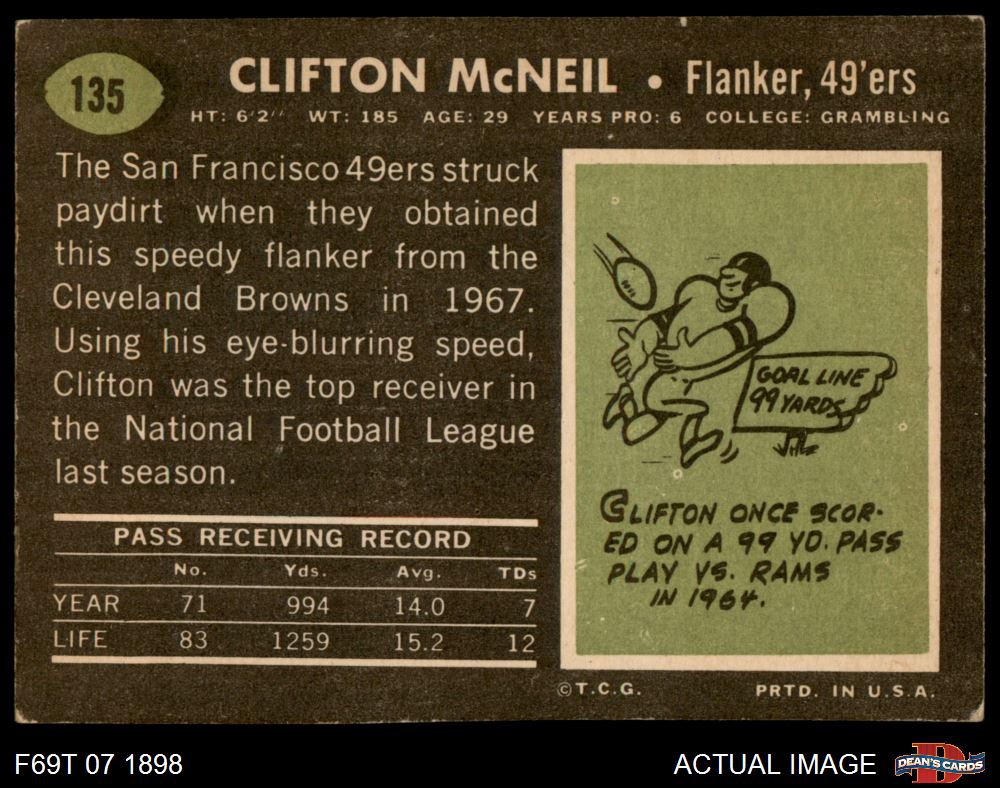 135
CLIFTON McNEIL • Flanker, 49'ers
HT: 6'2'' WT: 185 AGE: 29 YEARS PRO: 6 COLLEGE: GRAMBLING
The San Francisco 49ers struck
paydirt when they obtained
this speedy flanker from the
Cleveland Browns in 1967.
Using his eye-blurring speed,
Clifton was the top receiver in
the National Football League
last season.
PASS RECEIVING RECORD
No. Yds. Avg. TDs
YEAR 71 994 14.0 7
LIFE 83 1259 15.2 12
GOAL LINE
99 YARDS
CLIFTON ONCE SCOR-
ED ON A 99 YD. PASS
PLAY VS. RAMS
IN 1964.
©T.C.G. PRTD. IN U.S.A.
F69T 07 1898
ACTUAL IMAGE
DEAN'S CARDS